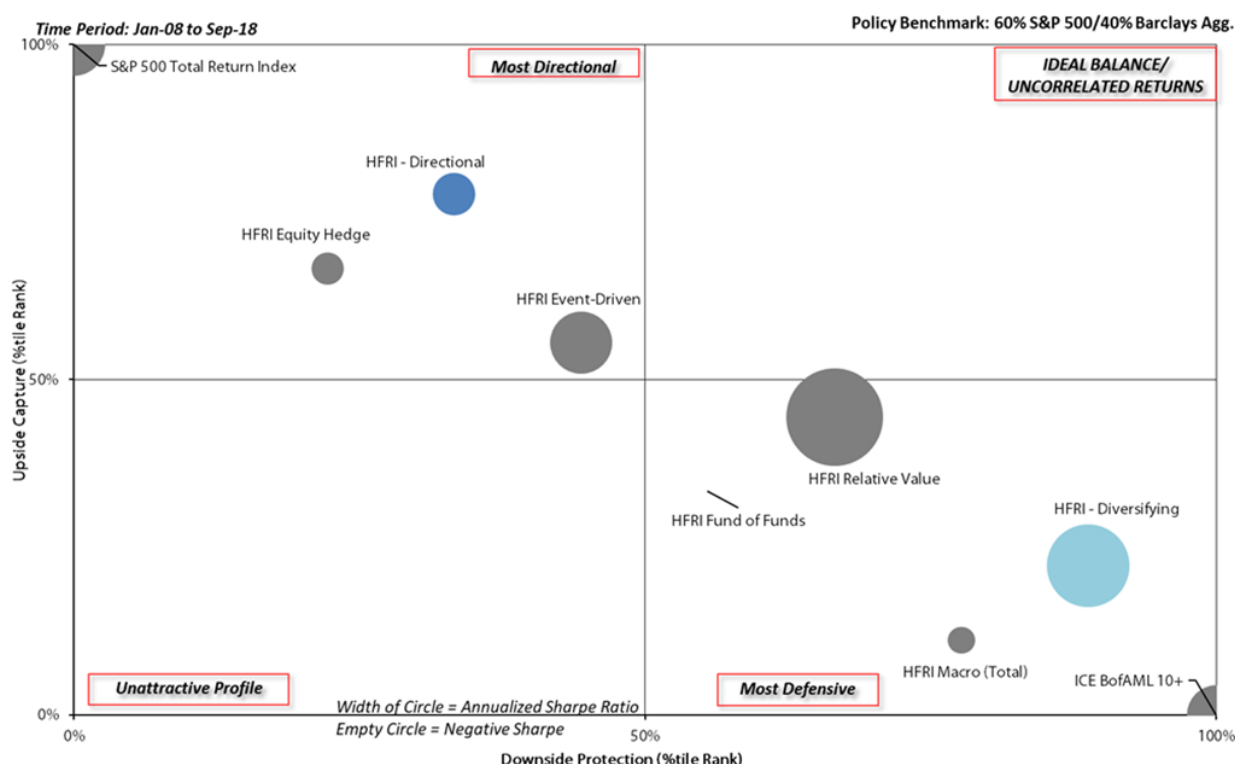 Time Period: Jan-08 to Sep-18
Policy Benchmark: 60% S&P 500/40% Barclays Agg.
100%
S&P 500 Total Return Index
Most Directional
IDEAL BALANCE/
UNCORRELATED RETURNS
HFRI - Directional
HFRI Equity Hedge
HFRI Event-Driven
Upside Capture (%tile Rank)
50%
HFRI Relative Value
HFRI Fund of Funds
HFRI - Diversifying
HFRI Macro (Total)
ICE BofAML 10+
Unattractive Profile
Most Defensive
Width of Circle = Annualized Sharpe Ratio
Empty Circle = Negative Sharpe
0%
0%
50%
100%
Downside Protection (%tile Rank)